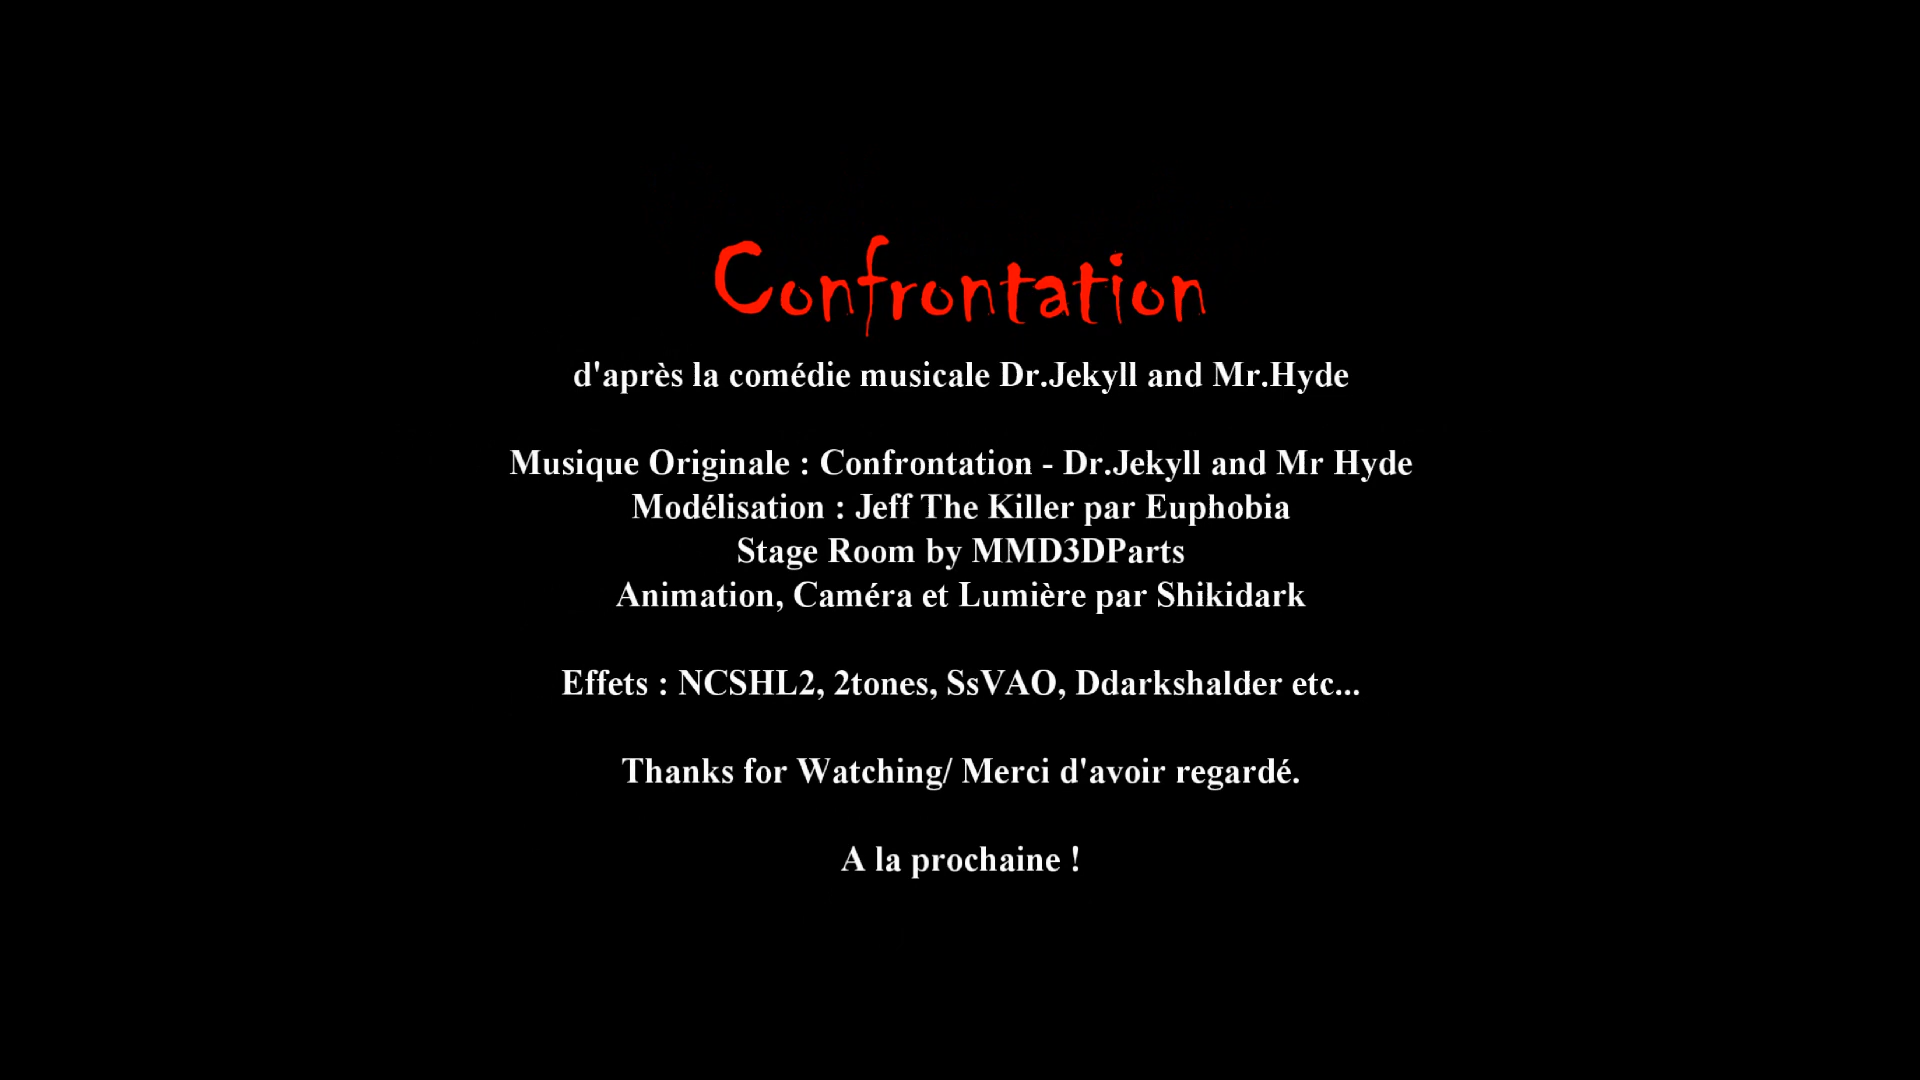 Confrontation
d'après la comédie musicale Dr.Jekyll and Mr.Hyde
Musique Originale : Confrontation - Dr.Jekyll and Mr Hyde
Modélisation : Jeff The Killer par Euphobia
Stage Room by MMD3DParts
Animation, Caméra et Lumière par Shikidark
Effets : NCSHL2, 2tones, SsVAO, Ddarkshalder etc...
Thanks for Watching/ Merci d'avoir regardé.
A la prochaine !